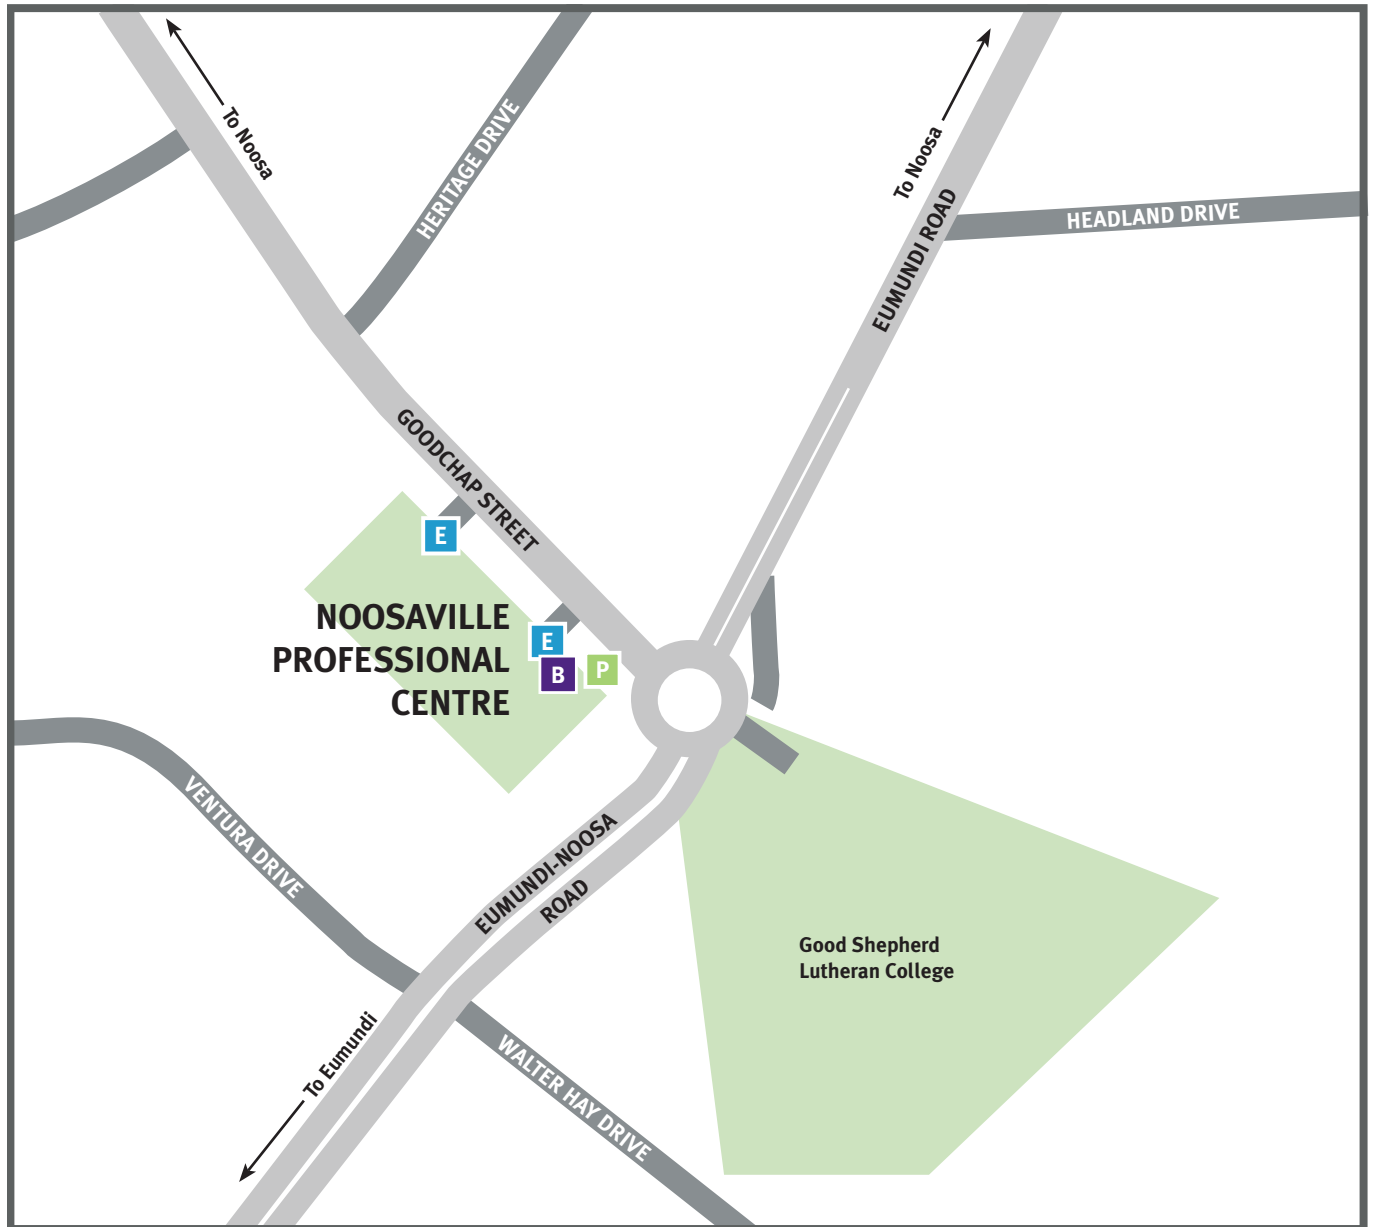 To Noosa
HERITAGE DRIVE
To Noosa
EUMUNDI ROAD
HEADLAND DRIVE
GOODCHAP STREET
E
NOOSAVILLE
PROFESSIONAL
CENTRE
E
B
P
VENTURA DRIVE
EUMUNDI-NOOSA
ROAD
Good Shepherd
Lutheran College
To Eumundi
WALTER HAY DRIVE